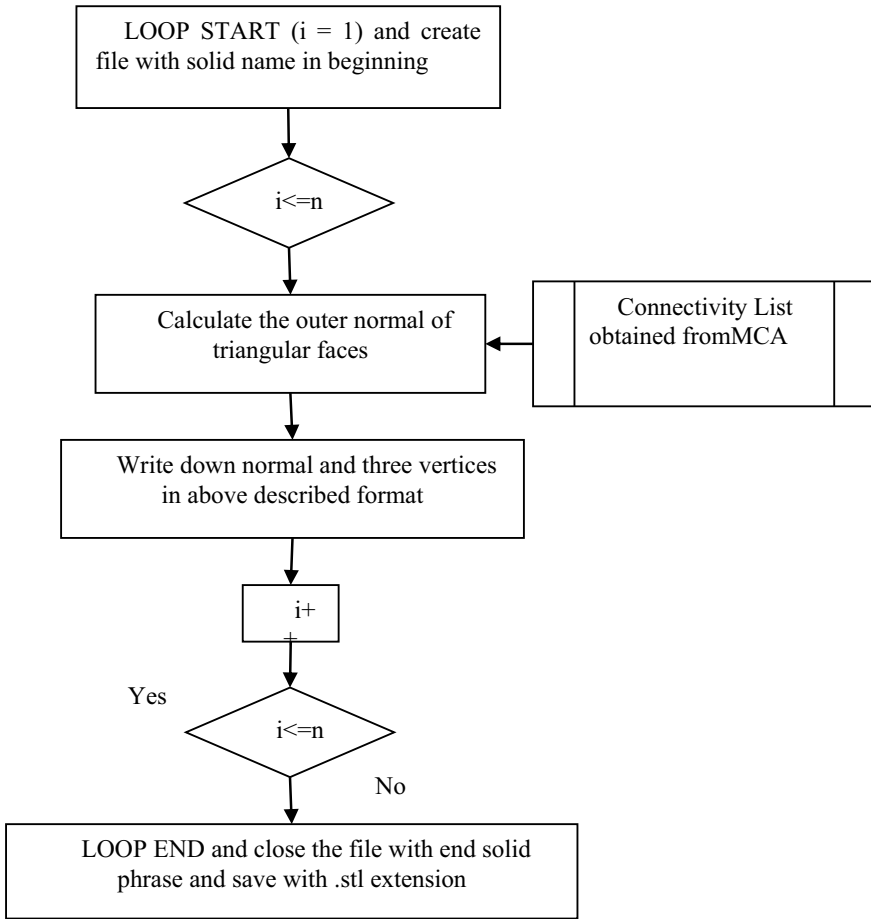 LOOP START (i = 1) and create
file with solid name in beginning
i<=n
Calculate the outer normal of
triangular faces
Connectivity List
obtained fromMCA
Write down normal and three vertices
in above described format
i+
+
Yes
i<=n
No
LOOP END and close the file with end solid
phrase and save with .stl extension